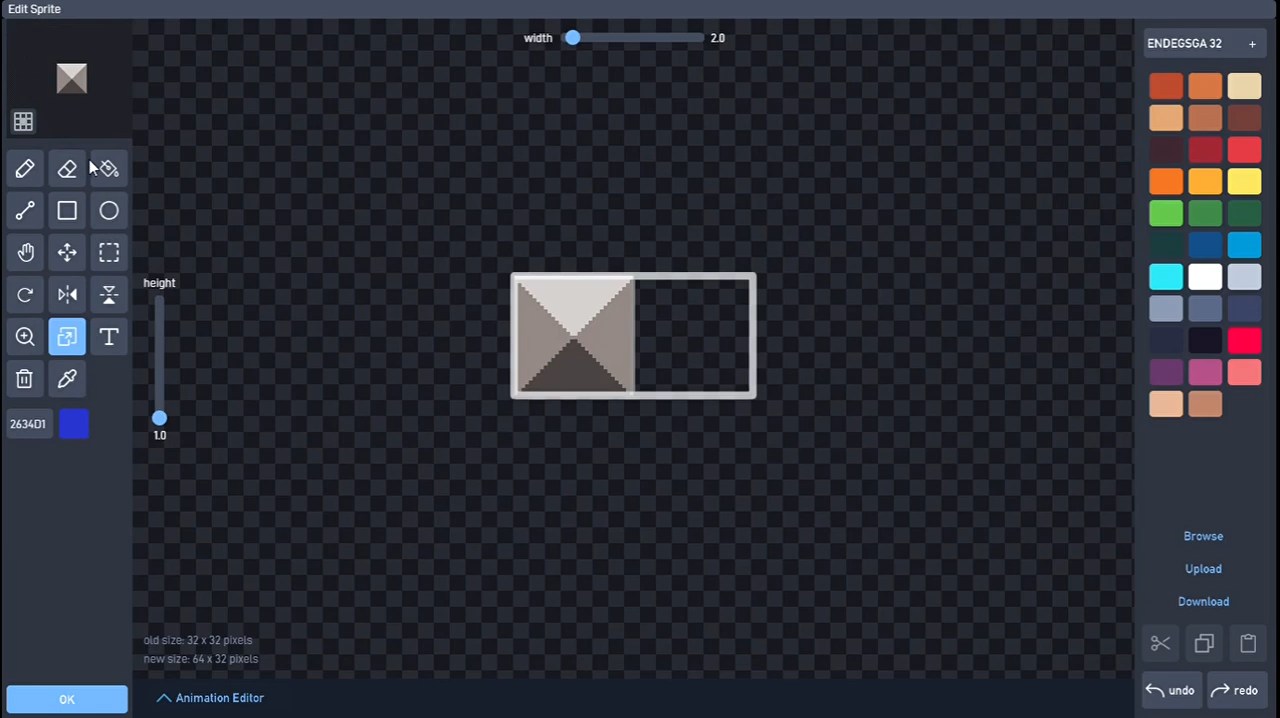 Edit Sprite
width 2.0
ENDEGSGA 32 +
height
1.0
T
2634D1
Browse
Upload
Download
old size: 32 x 32 pixels
new size: 64 x 32 pixels
OK
Animation Editor
undo
redo